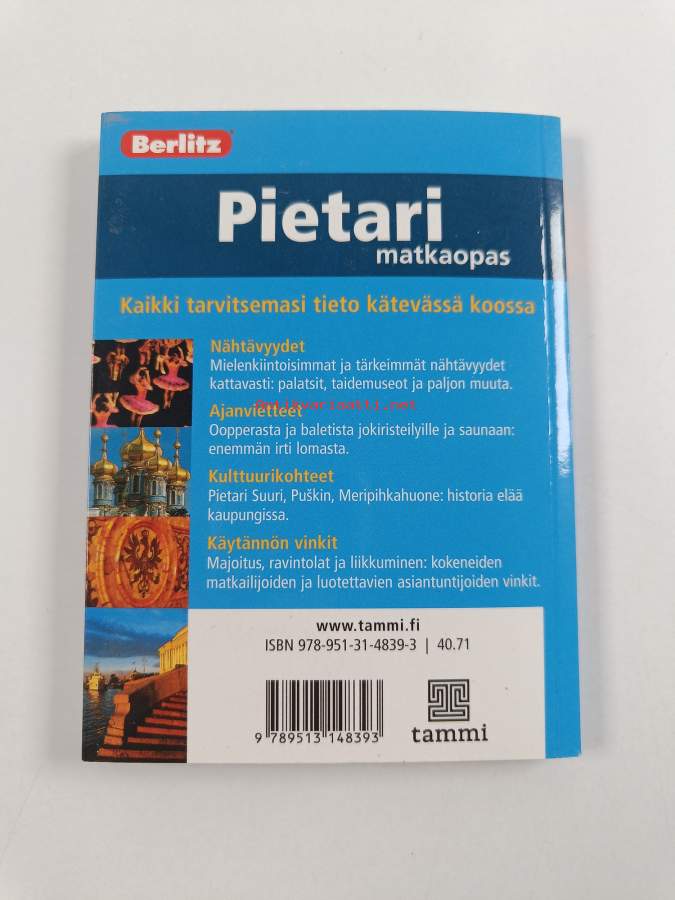 Berlitz
Pietari
matkaopas
Kaikki tarvitsemasi tieto kätevässä koossa
Nähtävyydet
Mielenkiintoisimmat ja tärkeimmät nähtävyydet
kattavasti: palatsit, taidemuseot ja paljon muuta.
Antikvariaatti.net
Ajanvietteet
Oopperasta ja baletista jokiristeilyille ja saunaan:
enemmän irti lomasta.
Kulttuurikohteet
Pietari Suuri, Puškin, Meripihkahuone: historia elää
kaupungissa.
Käytännön vinkit
Majoitus, ravintolat ja liikkuminen: kokeneiden
matkailijoiden ja luotettavien asiantuntijoiden vinkit.
www.tammi.fi
ISBN 978-951-31-4839-3 | 40.71
9 789513 148393
tammi